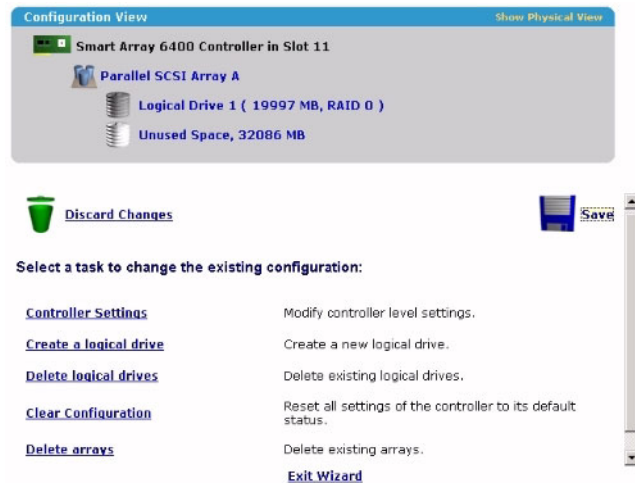 Configuration View
Show Physical View
Smart Array 6400 Controller in Slot 11
Parallel SCSI Array A
Logical Drive 1 ( 19997 MB, RAID 0 )
Unused Space, 32086 MB
Discard Changes
Save
Select a task to change the existing configuration:
Controller Settings
Modify controller level settings.
Create a logical drive
Create a new logical drive.
Delete logical drives
Delete existing logical drives.
Clear Configuration
Reset all settings of the controller to its default
status.
Delete arrays
Delete existing arrays.
Exit Wizard